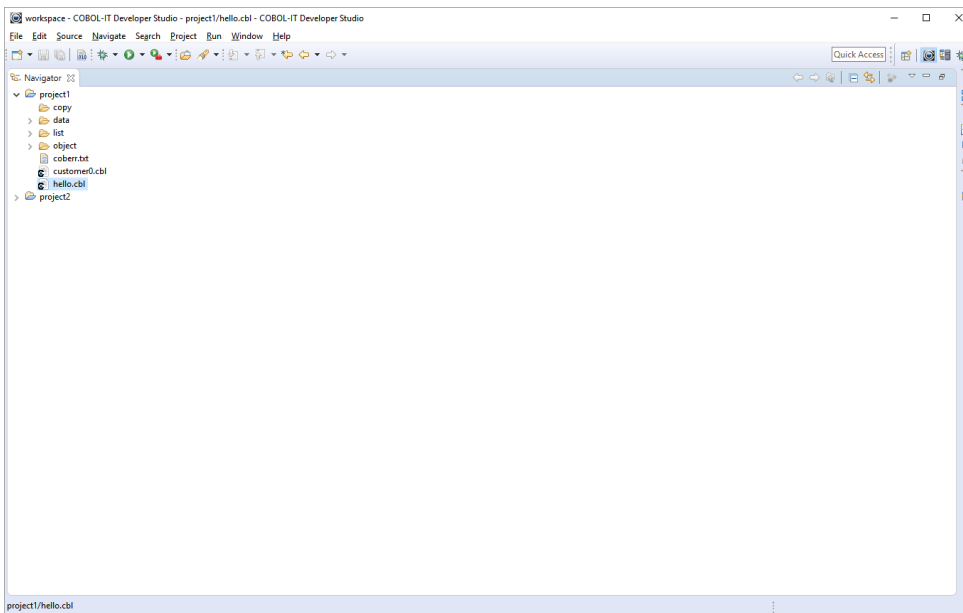 workspace - COBOL-IT Developer Studio - project1/hello.cbl - COBOL-IT Developer Studio
File Edit Source Navigate Search Project Run Window Help
Quick Access
Navigator
project1
copy
data
list
object
coberr.txt
customer0.cbl
hello.cbl
project2
project1/hello.cbl